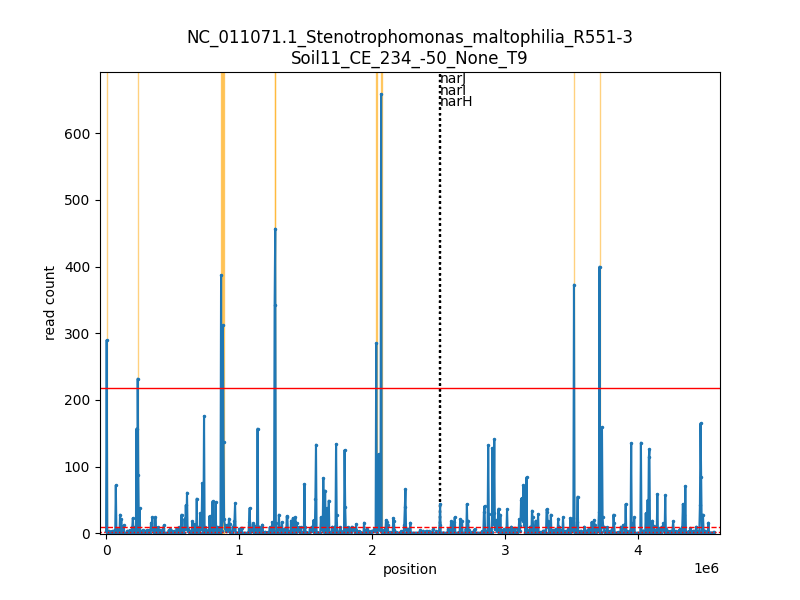 NC_011071.1_Stenotrophomonas_maltophilia_R551-3
Soil11_CE_234_-50_None_T9
narJ
narI
narH
600
500
400
300
200
100
0
read count
0 1 2 3 4
1e6
position